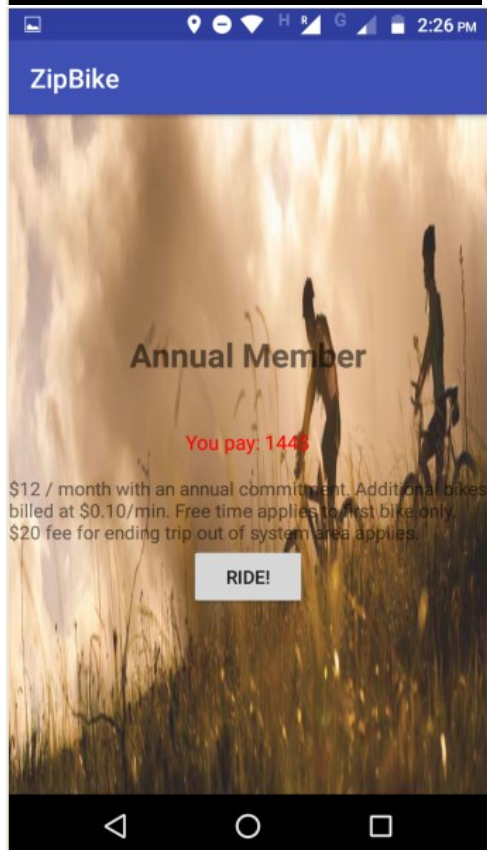 H R G 2:26 PM
ZipBike
Annual Member
You pay: 144$
$12 / month with an annual commitment. Additional bikes
billed at $0.10/min. Free time applies to first bike only.
$20 fee for ending trip out of system area applies.
RIDE!